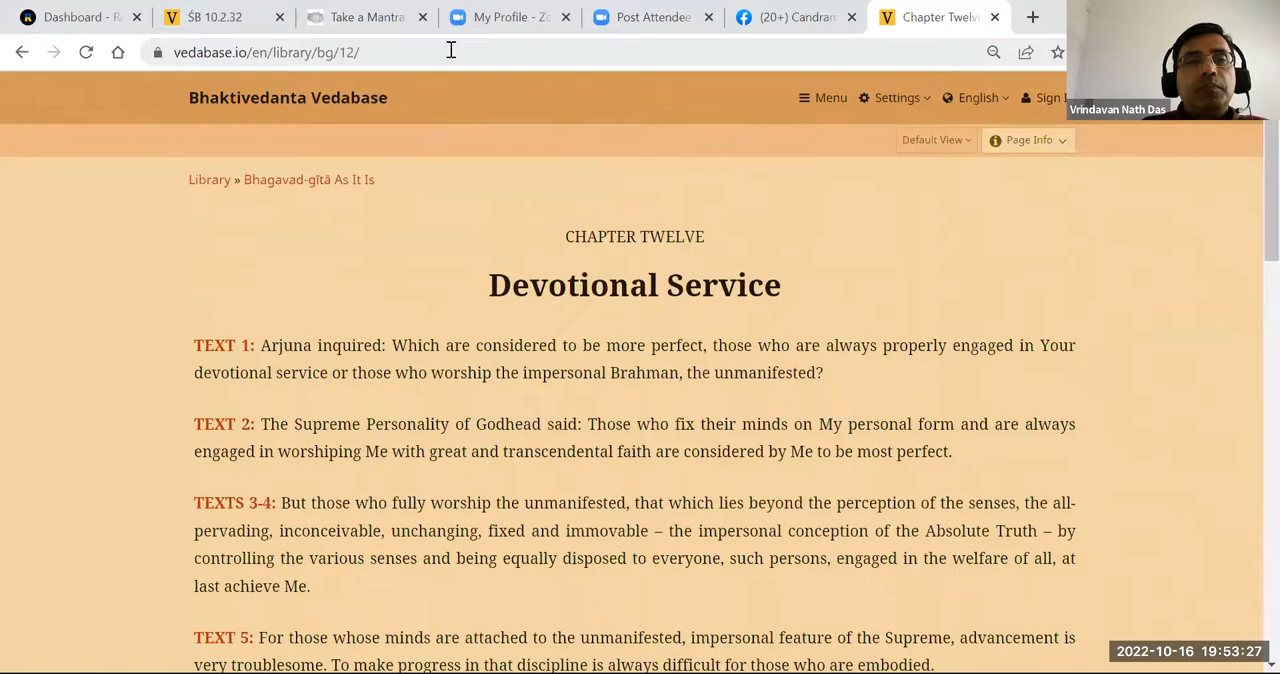 Dashboard - R
ŚB 10.2.32
Take a Mantra
My Profile - Zo
Post Attendee
(20+) Candram
Chapter Twelv
vedabase.io/en/library/bg/12/
Bhaktivedanta Vedabase
Menu
Settings
English
Sign
Vrindavan Nath Das
Default View
Page Info
Library » Bhagavad-gītā As It Is
CHAPTER TWELVE
Devotional Service
TEXT 1: Arjuna inquired: Which are considered to be more perfect, those who are always properly engaged in Your
devotional service or those who worship the impersonal Brahman, the unmanifested?
TEXT 2: The Supreme Personality of Godhead said: Those who fix their minds on My personal form and are always
engaged in worshiping Me with great and transcendental faith are considered by Me to be most perfect.
TEXTS 3-4: But those who fully worship the unmanifested, that which lies beyond the perception of the senses, the all-
pervading, inconceivable, unchanging, fixed and immovable – the impersonal conception of the Absolute Truth – by
controlling the various senses and being equally disposed to everyone, such persons, engaged in the welfare of all, at
last achieve Me.
TEXT 5: For those whose minds are attached to the unmanifested, impersonal feature of the Supreme, advancement is
very troublesome. To make progress in that discipline is always difficult for those who are embodied.
2022-10-16 19:53:27